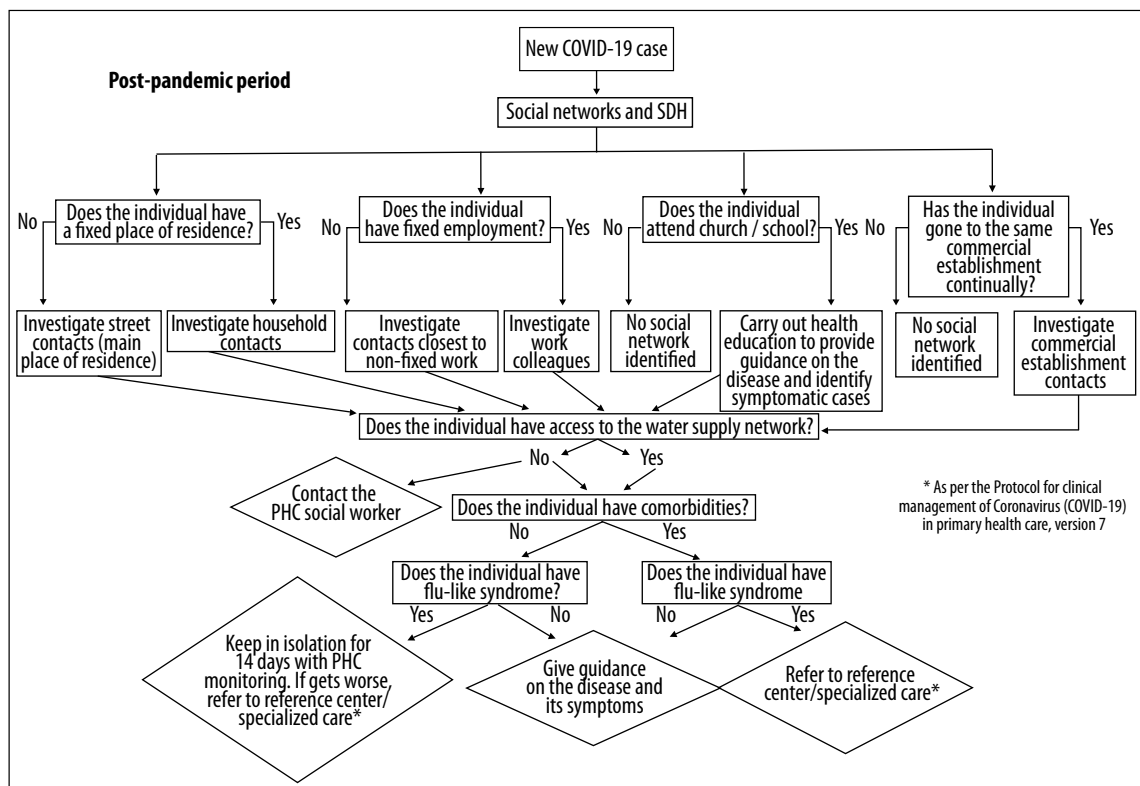 New COVID-19 case
Post-pandemic period
Social networks and SDH
No
Does the individual have
a fixed place of residence?
Yes
No
Does the individual
have fixed employment?
Yes
No
Does the individual
attend church / school?
Yes
No
Has the individual
gone to the same
commercial
establishment
continually?
Yes
Investigate street
contacts (main
place of residence)
Investigate household
contacts
Investigate
contacts closest to
non-fixed work
Investigate
work
colleagues
No social
network
identified
Carry out health
education to provide
guidance on the
disease and identify
symptomatic cases
No social
network
identified
Investigate
commercial
establishment
contacts
Does the individual have access to the water supply network?
No
Yes
Contact the
PHC social worker
Does the individual have comorbidities?
* As per the Protocol for clinical
management of Coronavirus (COVID-19)
in primary health care, version 7
No
Yes
Does the individual have
flu-like syndrome?
Does the individual have
flu-like syndrome
Yes
No
No
Yes
Keep in isolation for
14 days with PHC
monitoring. If gets worse,
refer to reference center/
specialized care*
Give guidance
on the disease and
its symptoms
Refer to reference
center/specialized care*